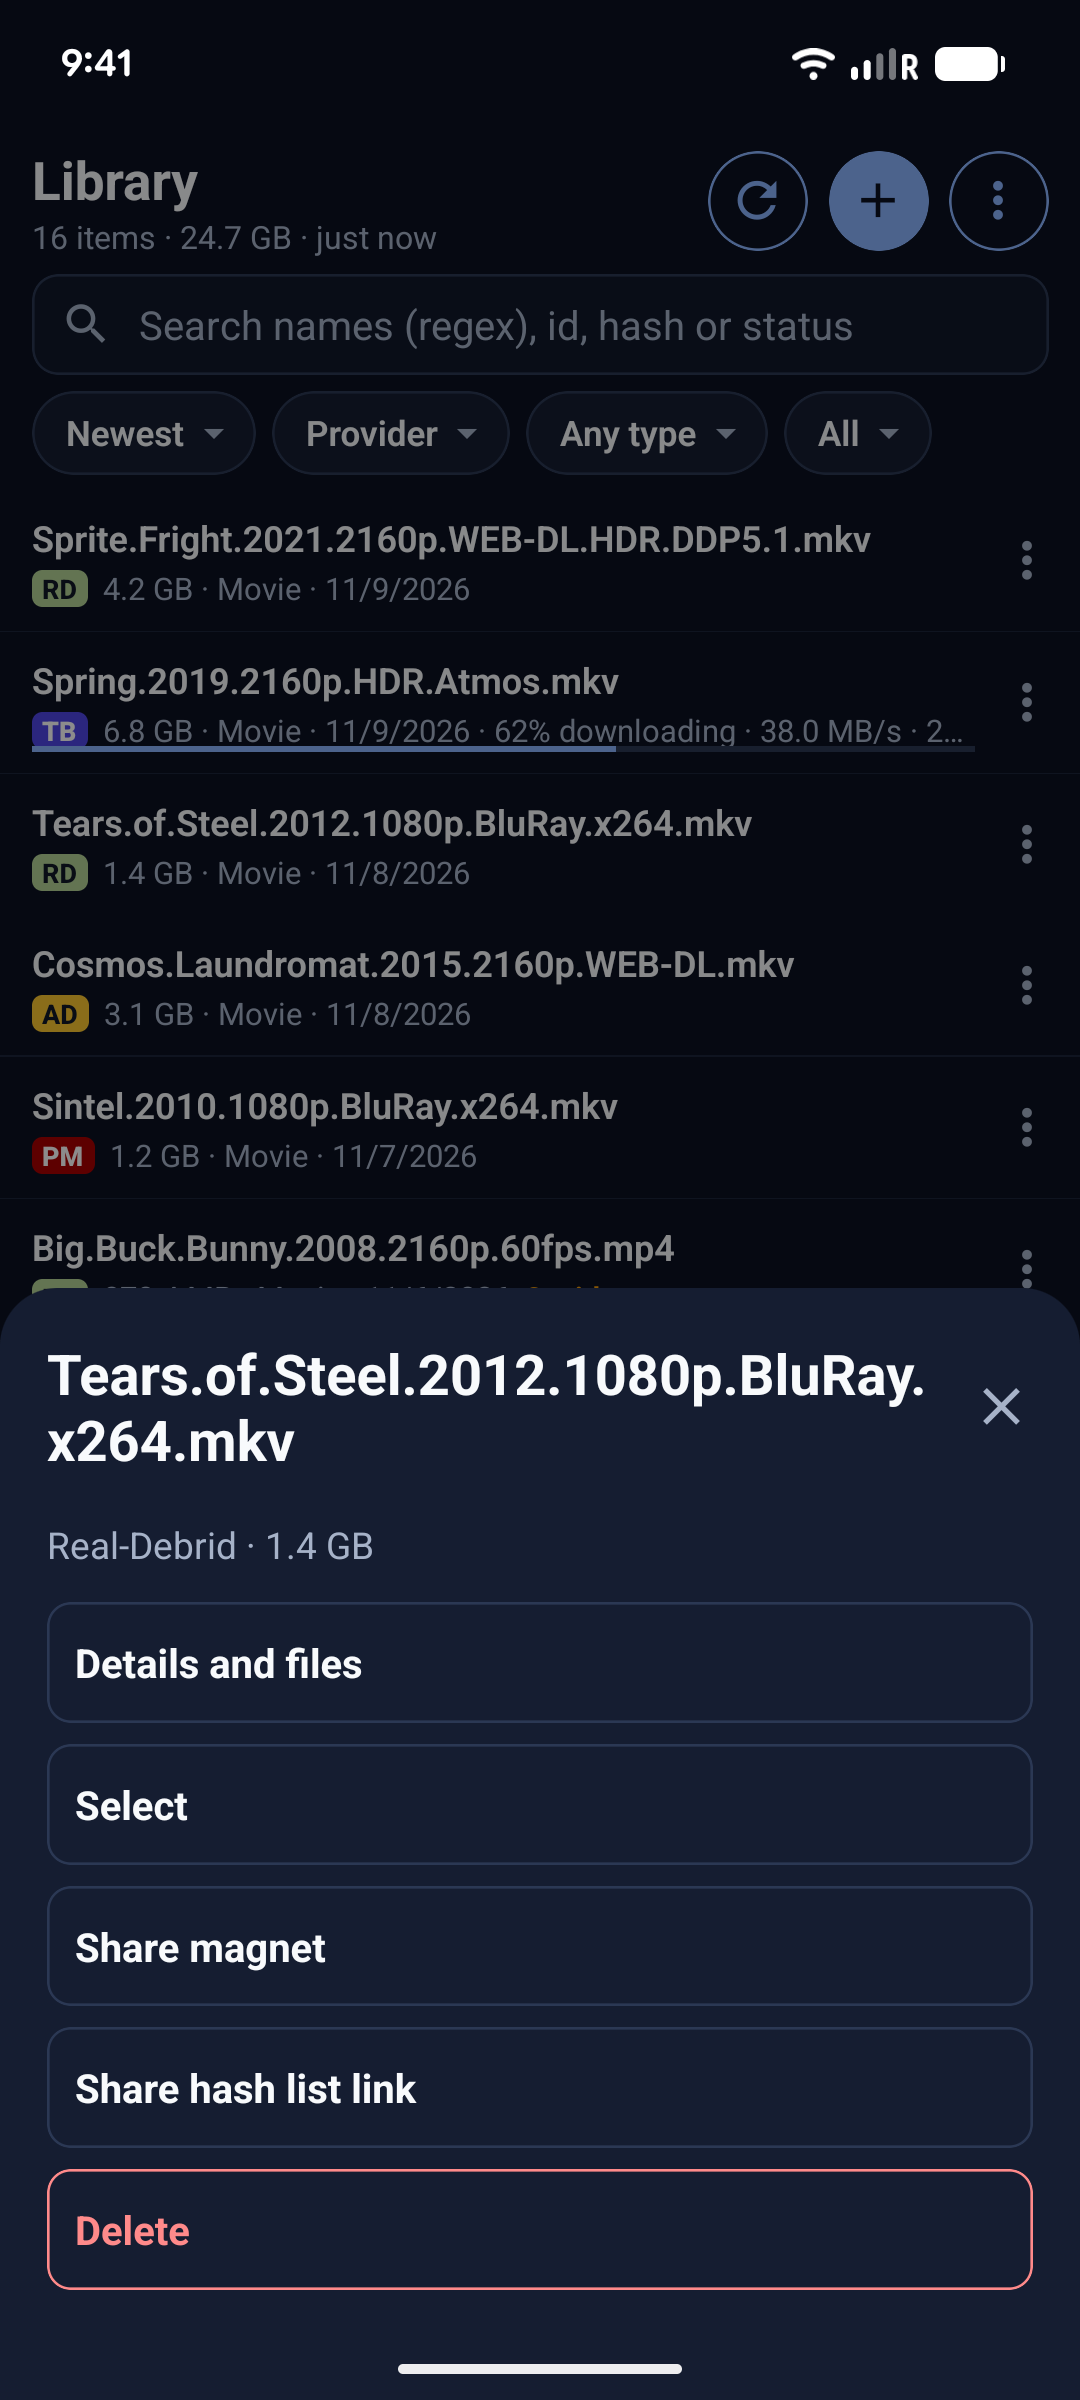 9:41
R
Library
16 items · 24.7 GB · just now
Search names (regex), id, hash or status
Newest
Provider
Any type
All
Sprite.Fright.2021.2160p.WEB-DL.HDR.DDP5.1.mkv
RD 4.2 GB · Movie · 11/9/2026
Spring.2019.2160p.HDR.Atmos.mkv
TB 6.8 GB · Movie · 11/9/2026 · 62% downloading · 38.0 MB/s · 2...
Tears.of.Steel.2012.1080p.BluRay.x264.mkv
RD 1.4 GB · Movie · 11/8/2026
Cosmos.Laundromat.2015.2160p.WEB-DL.mkv
AD 3.1 GB · Movie · 11/8/2026
Sintel.2010.1080p.BluRay.x264.mkv
PM 1.2 GB · Movie · 11/7/2026
Big.Buck.Bunny.2008.2160p.60fps.mp4
Tears.of.Steel.2012.1080p.BluRay.
x264.mkv
Real-Debrid · 1.4 GB
Details and files
Select
Share magnet
Share hash list link
Delete